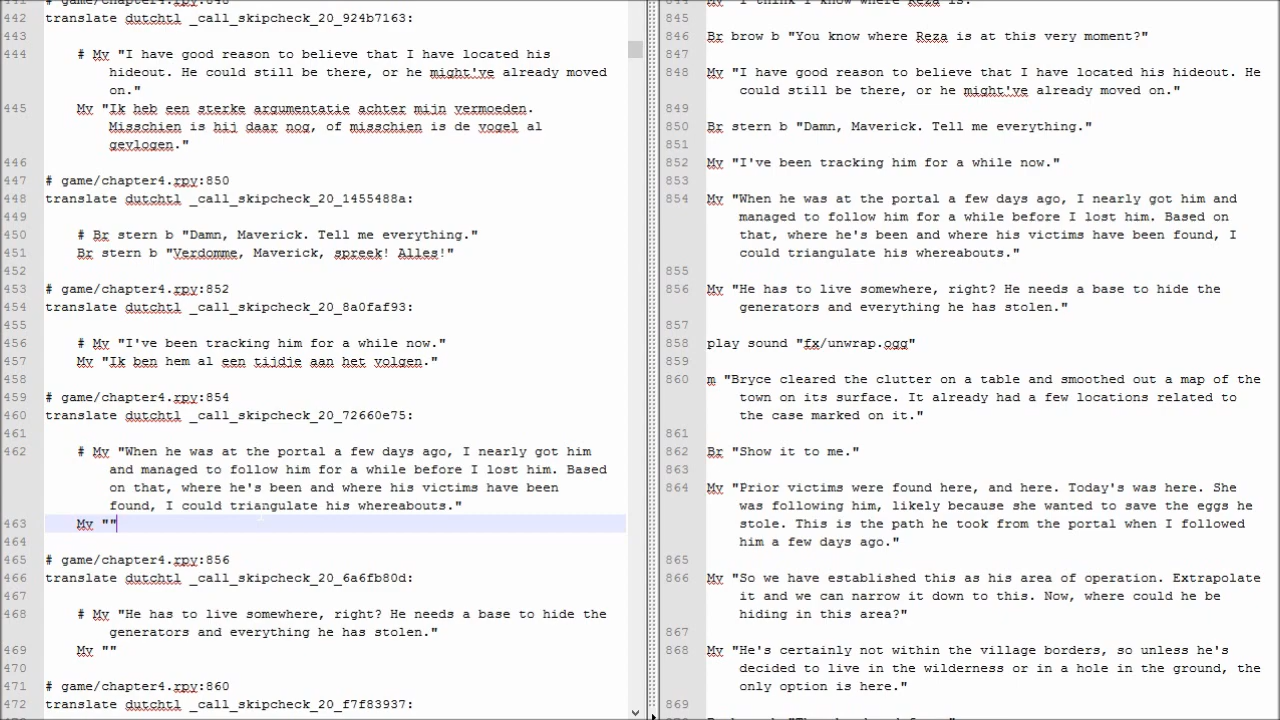 # game/chapter4.rpy:848
442 translate dutchtl _call_skipcheck_20_924b7163:
443
444 # My "I have good reason to believe that I have located his
hideout. He could still be there, or he might've already moved
on."
445 My "Ik heb een sterke argumentatie achter mijn vermoeden.
Misschien is hij daar nog, of misschien is de vogel al
gevlogen."
446
447 # game/chapter4.rpy:850
448 translate dutchtl _call_skipcheck_20_1455488a:
449
450 # Br stern b "Damn, Maverick. Tell me everything."
451 Br stern b "Verdomme, Maverick, spreek! Alles!"
452
453 # game/chapter4.rpy:852
454 translate dutchtl _call_skipcheck_20_8a0faf93:
455
456 # My "I've been tracking him for a while now."
457 My "Ik ben hem al een tijdje aan het volgen."
458
459 # game/chapter4.rpy:854
460 translate dutchtl _call_skipcheck_20_72660e75:
461
462 # My "When he was at the portal a few days ago, I nearly got him
and managed to follow him for a while before I lost him. Based
on that, where he's been and where his victims have been
found, I could triangulate his whereabouts."
463 My ""
464
465 # game/chapter4.rpy:856
466 translate dutchtl _call_skipcheck_20_6a6fb80d:
467
468 # My "He has to live somewhere, right? He needs a base to hide the
generators and everything he has stolen."
469 My ""
470
471 # game/chapter4.rpy:860
472 translate dutchtl _call_skipcheck_20_f7f83937:
844 My "I think I know where Reza is."
845
846 Br brow b "You know where Reza is at this very moment?"
847
848 My "I have good reason to believe that I have located his hideout. He
could still be there, or he might've already moved on."
849
850 Br stern b "Damn, Maverick. Tell me everything."
851
852 My "I've been tracking him for a while now."
853
854 My "When he was at the portal a few days ago, I nearly got him and
managed to follow him for a while before I lost him. Based on
that, where he's been and where his victims have been found, I
could triangulate his whereabouts."
855
856 My "He has to live somewhere, right? He needs a base to hide the
generators and everything he has stolen."
857
858 play sound "fx/unwrap.ogg"
859
860 m "Bryce cleared the clutter on a table and smoothed out a map of the
town on its surface. It already had a few locations related to
the case marked on it."
861
862 Br "Show it to me."
863
864 My "Prior victims were found here, and here. Today's was here. She
was following him, likely because she wanted to save the eggs he
stole. This is the path he took from the portal when I followed
him a few days ago."
865
866 My "So we have established this as his area of operation. Extrapolate
it and we can narrow it down to this. Now, where could he be
hiding in this area?"
867
868 My "He's certainly not within the village borders, so unless he's
decided to live in the wilderness or in a hole in the ground, the
only option is here."
869